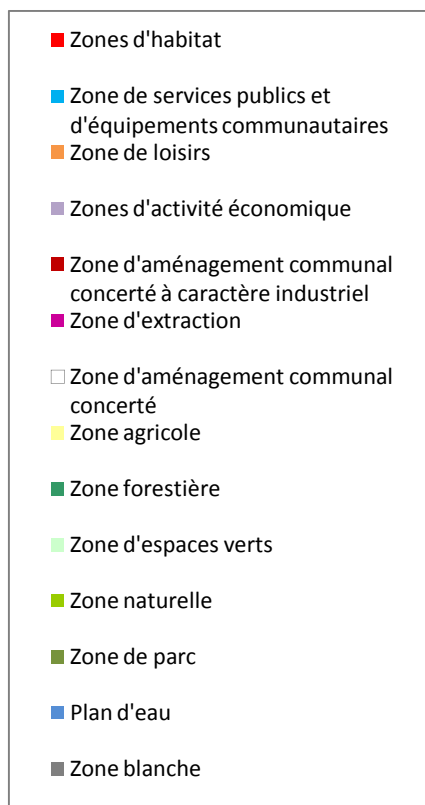 Zones d'habitat
Zone de services publics et
d'équipements communautaires
Zone de loisirs
Zones d'activité économique
Zone d'aménagement communal
concerté à caractère industriel
Zone d'extraction
Zone d'aménagement communal
concerté
Zone agricole
Zone forestière
Zone d'espaces verts
Zone naturelle
Zone de parc
Plan d'eau
Zone blanche